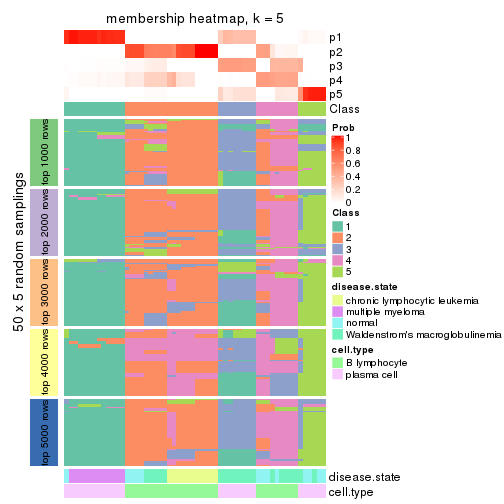 membership heatmap, k = 5
p1
p2
p3
p4
p5
Class
50 x 5 random samplings
top 1000 rows
top 2000 rows
top 3000 rows
top 4000 rows
top 5000 rows
Prob
1
0.8
0.6
0.4
0.2
0
Class
1
2
3
4
5
disease.state
chronic lymphocytic leukemia
multiple myeloma
normal
Waldenstrom's macroglobulinemia
cell.type
B lymphocyte
plasma cell
disease.state
cell.type